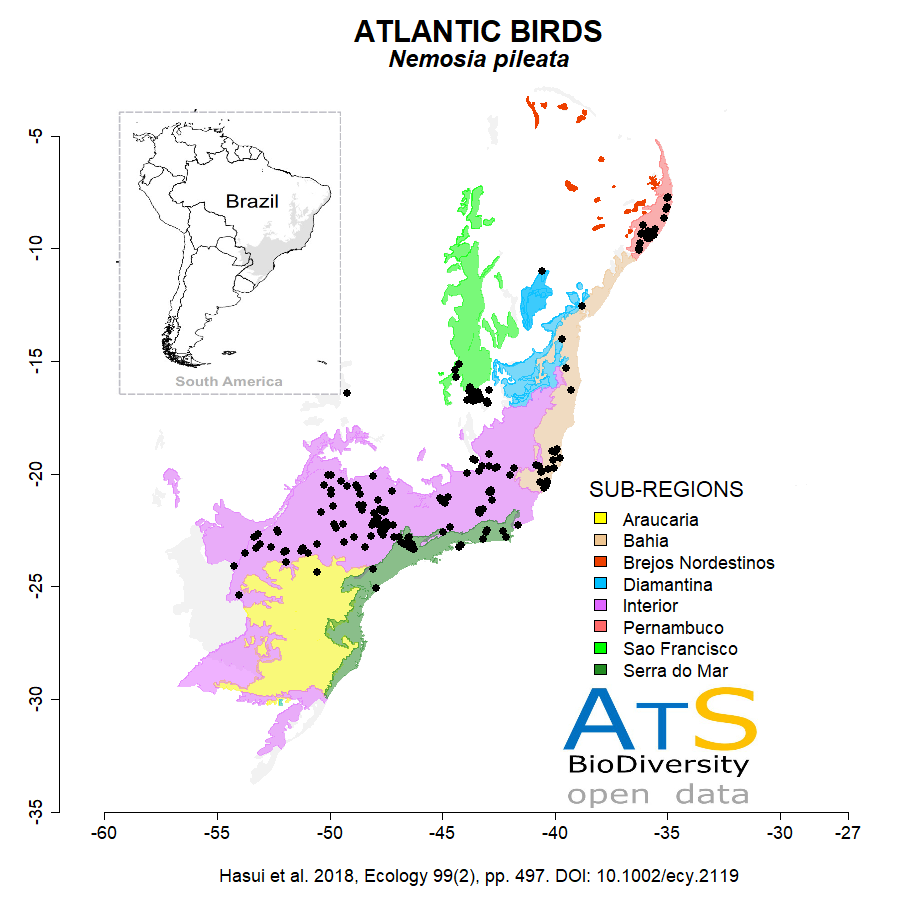 ATLANTIC BIRDS
Nemosia pileata
Brazil
South America
-5
-10
-15
-20
-25
-30
-35
SUB-REGIONS
Araucaria
Bahia
Brejos Nordestinos
Diamantina
Interior
Pernambuco
Sao Francisco
Serra do Mar
ATS
BioDiversity
open data
-60 -55 -50 -45 -40 -35 -30 -27
Hasui et al. 2018, Ecology 99(2), pp. 497. DOI: 10.1002/ecy.2119